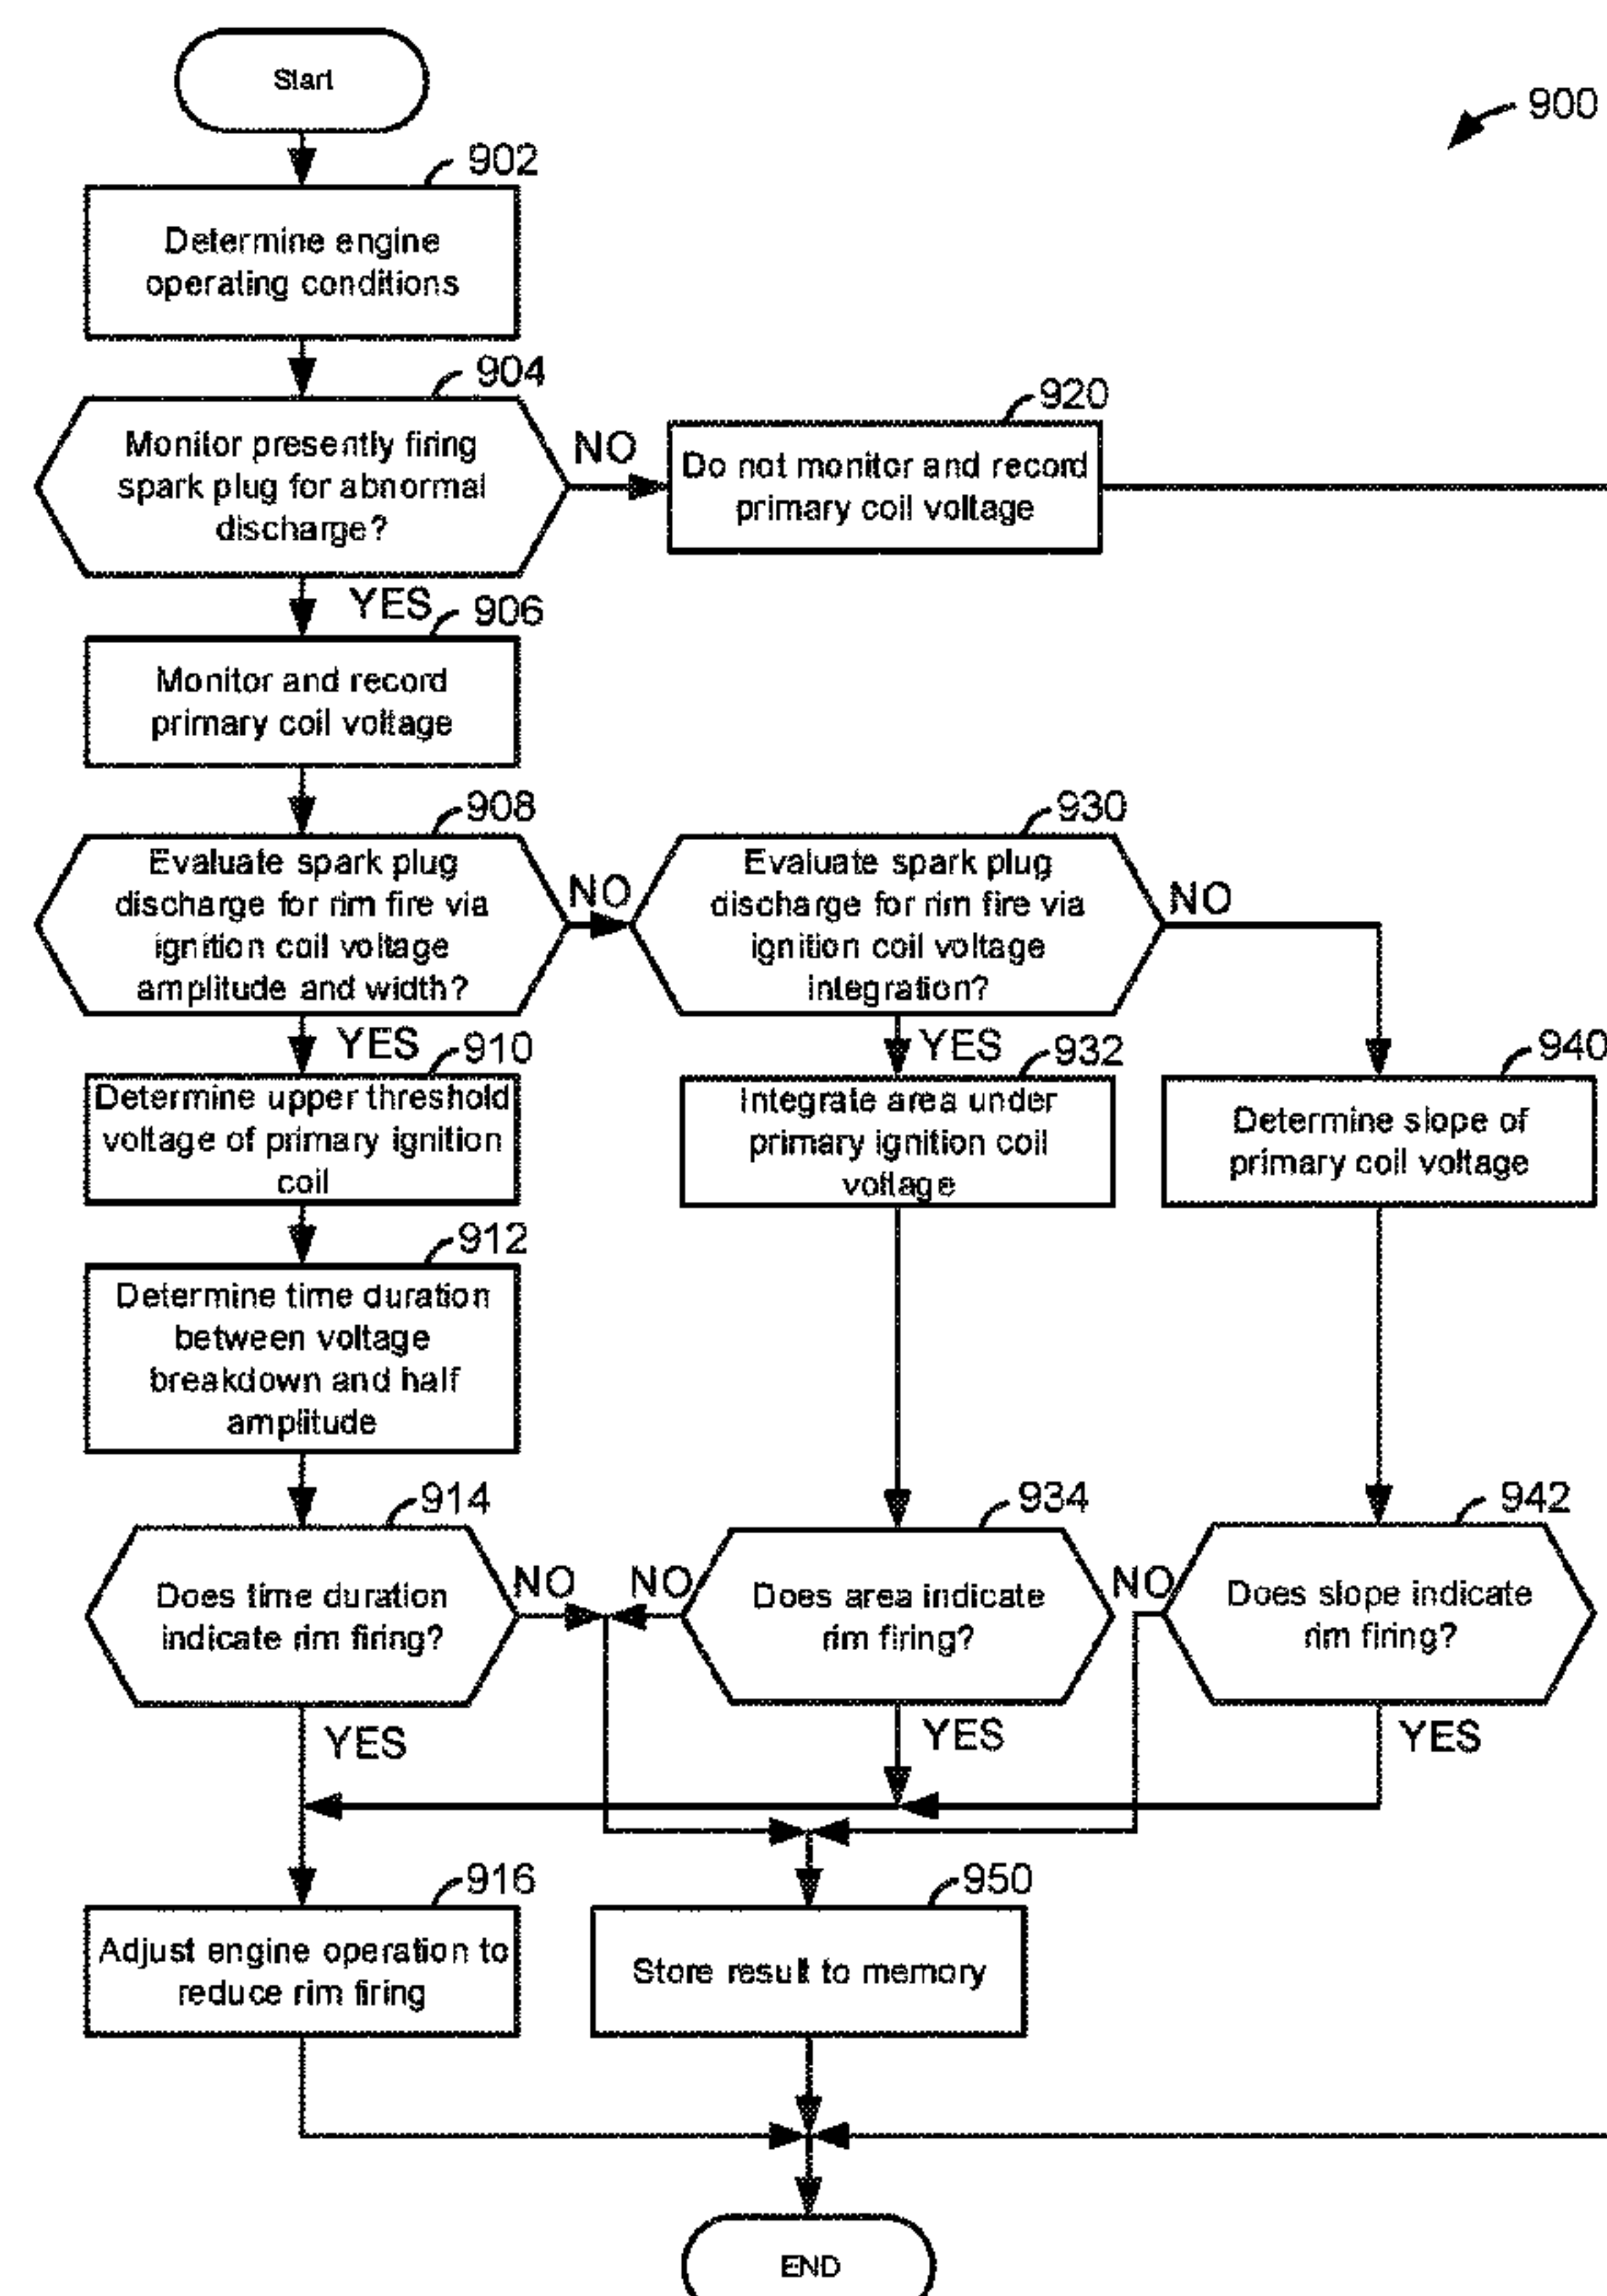 Start
900
902
Determine engine
operating conditions
904
Monitor presently firing
spark plug for abnormal
discharge?
NO
920
Do not monitor and record
primary coil voltage
YES
906
Monitor and record
primary coil voltage
908
Evaluate spark plug
discharge for rim fire via
ignition coil voltage
amplitude and width?
NO
930
Evaluate spark plug
discharge for rim fire via
ignition coil voltage
integration?
NO
YES
910
Determine upper threshold
voltage of primary ignition
coil
YES
932
Integrate area under
primary ignition coil
voltage
940
Determine slope of
primary coil voltage
912
Determine time duration
between voltage
breakdown and half
amplitude
914
Does time duration
indicate rim firing?
NO
NO
934
Does area indicate
rim firing?
NO
942
Does slope indicate
rim firing?
YES
YES
YES
916
Adjust engine operation to
reduce rim firing
950
Store result to memory
END